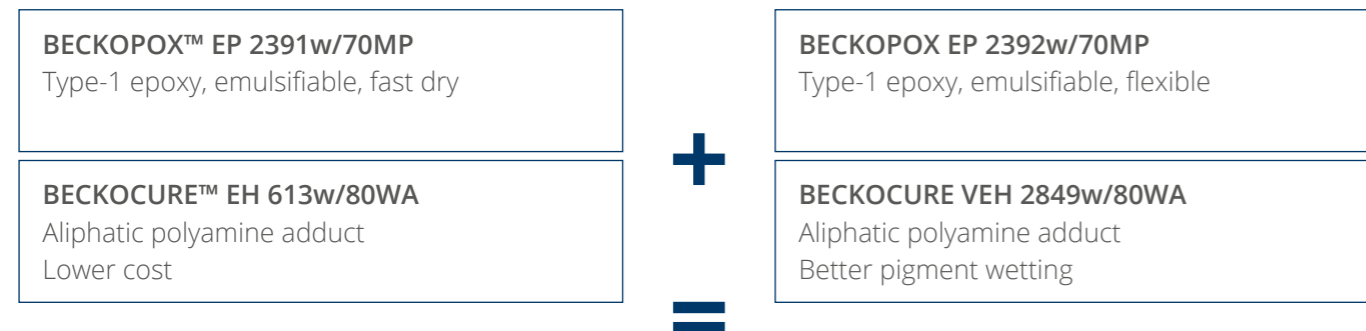 BECKOPOX™ EP 2391w/70MP
Type-1 epoxy, emulsifiable, fast dry
BECKOCURE™ EH 613w/80WA
Aliphatic polyamine adduct
Lower cost
+
BECKOPOX EP 2392w/70MP
Type-1 epoxy, emulsifiable, flexible
BECKOCURE VEH 2849w/80WA
Aliphatic polyamine adduct
Better pigment wetting
=